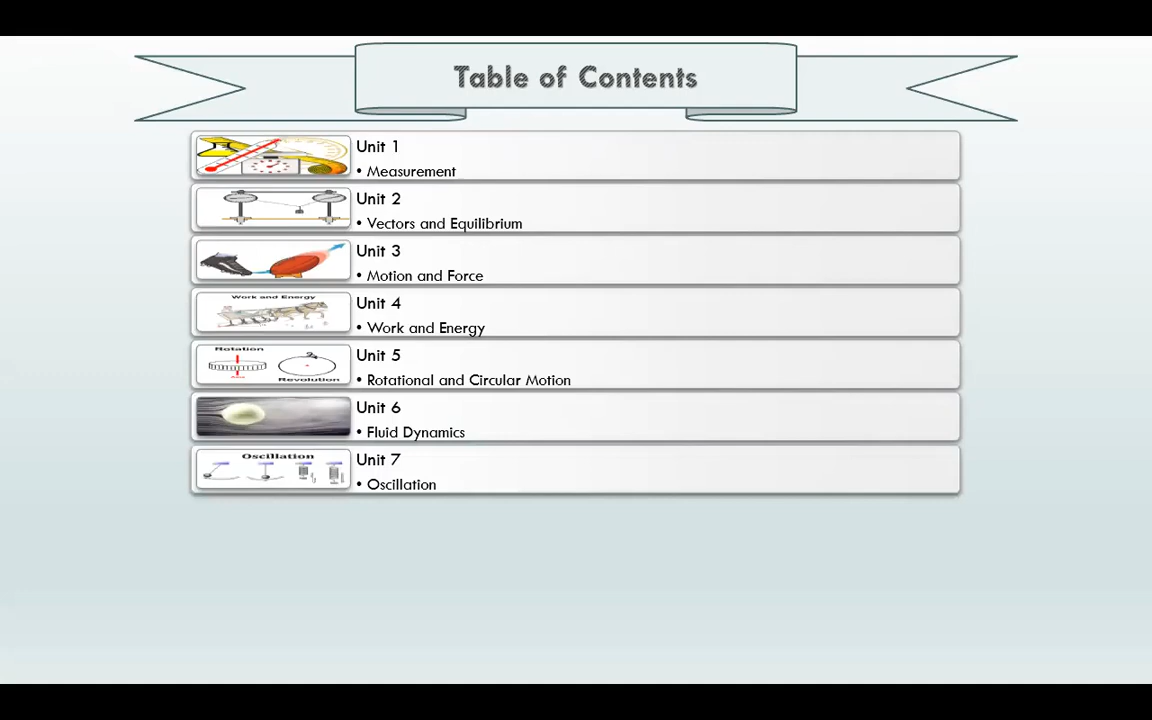 Table of Contents
Unit 1
• Measurement
Unit 2
• Vectors and Equilibrium
Unit 3
• Motion and Force
Work and Energy
Unit 4
• Work and Energy
Rotation
Revolution
Unit 5
• Rotational and Circular Motion
Unit 6
• Fluid Dynamics
Oscillation
Unit 7
• Oscillation